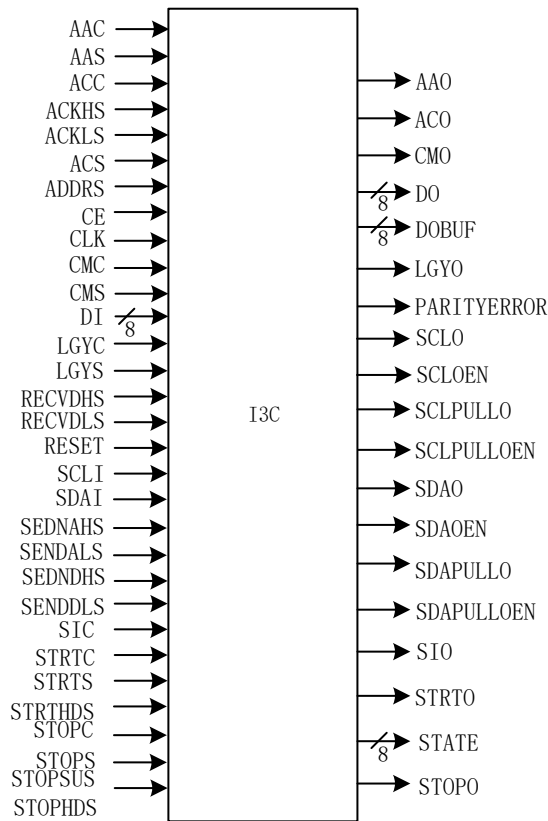 AAC
AAS
ACC
ACKHS
ACKLS
ACS
ADDRS
CE
CLK
CMC
CMS
DI
8
LGYC
LGYS
RECVDHS
RECVDLS
RESET
SCLI
SDAI
SEDNAHS
SENDALS
SEDNDHS
SENDDLS
SIC
STRTC
STRTS
STRTHDS
STOPC
STOPS
STOPSUS
STOPHDS
I3C
AAO
ACO
CMO
DO
8
DOBUF
8
LGYO
PARITYERROR
SCLO
SCLOEN
SCLPULLO
SCLPULLOEN
SDAO
SDAOEN
SDAPULLO
SDAPULLOEN
SIO
STRTO
STATE
8
STOPO